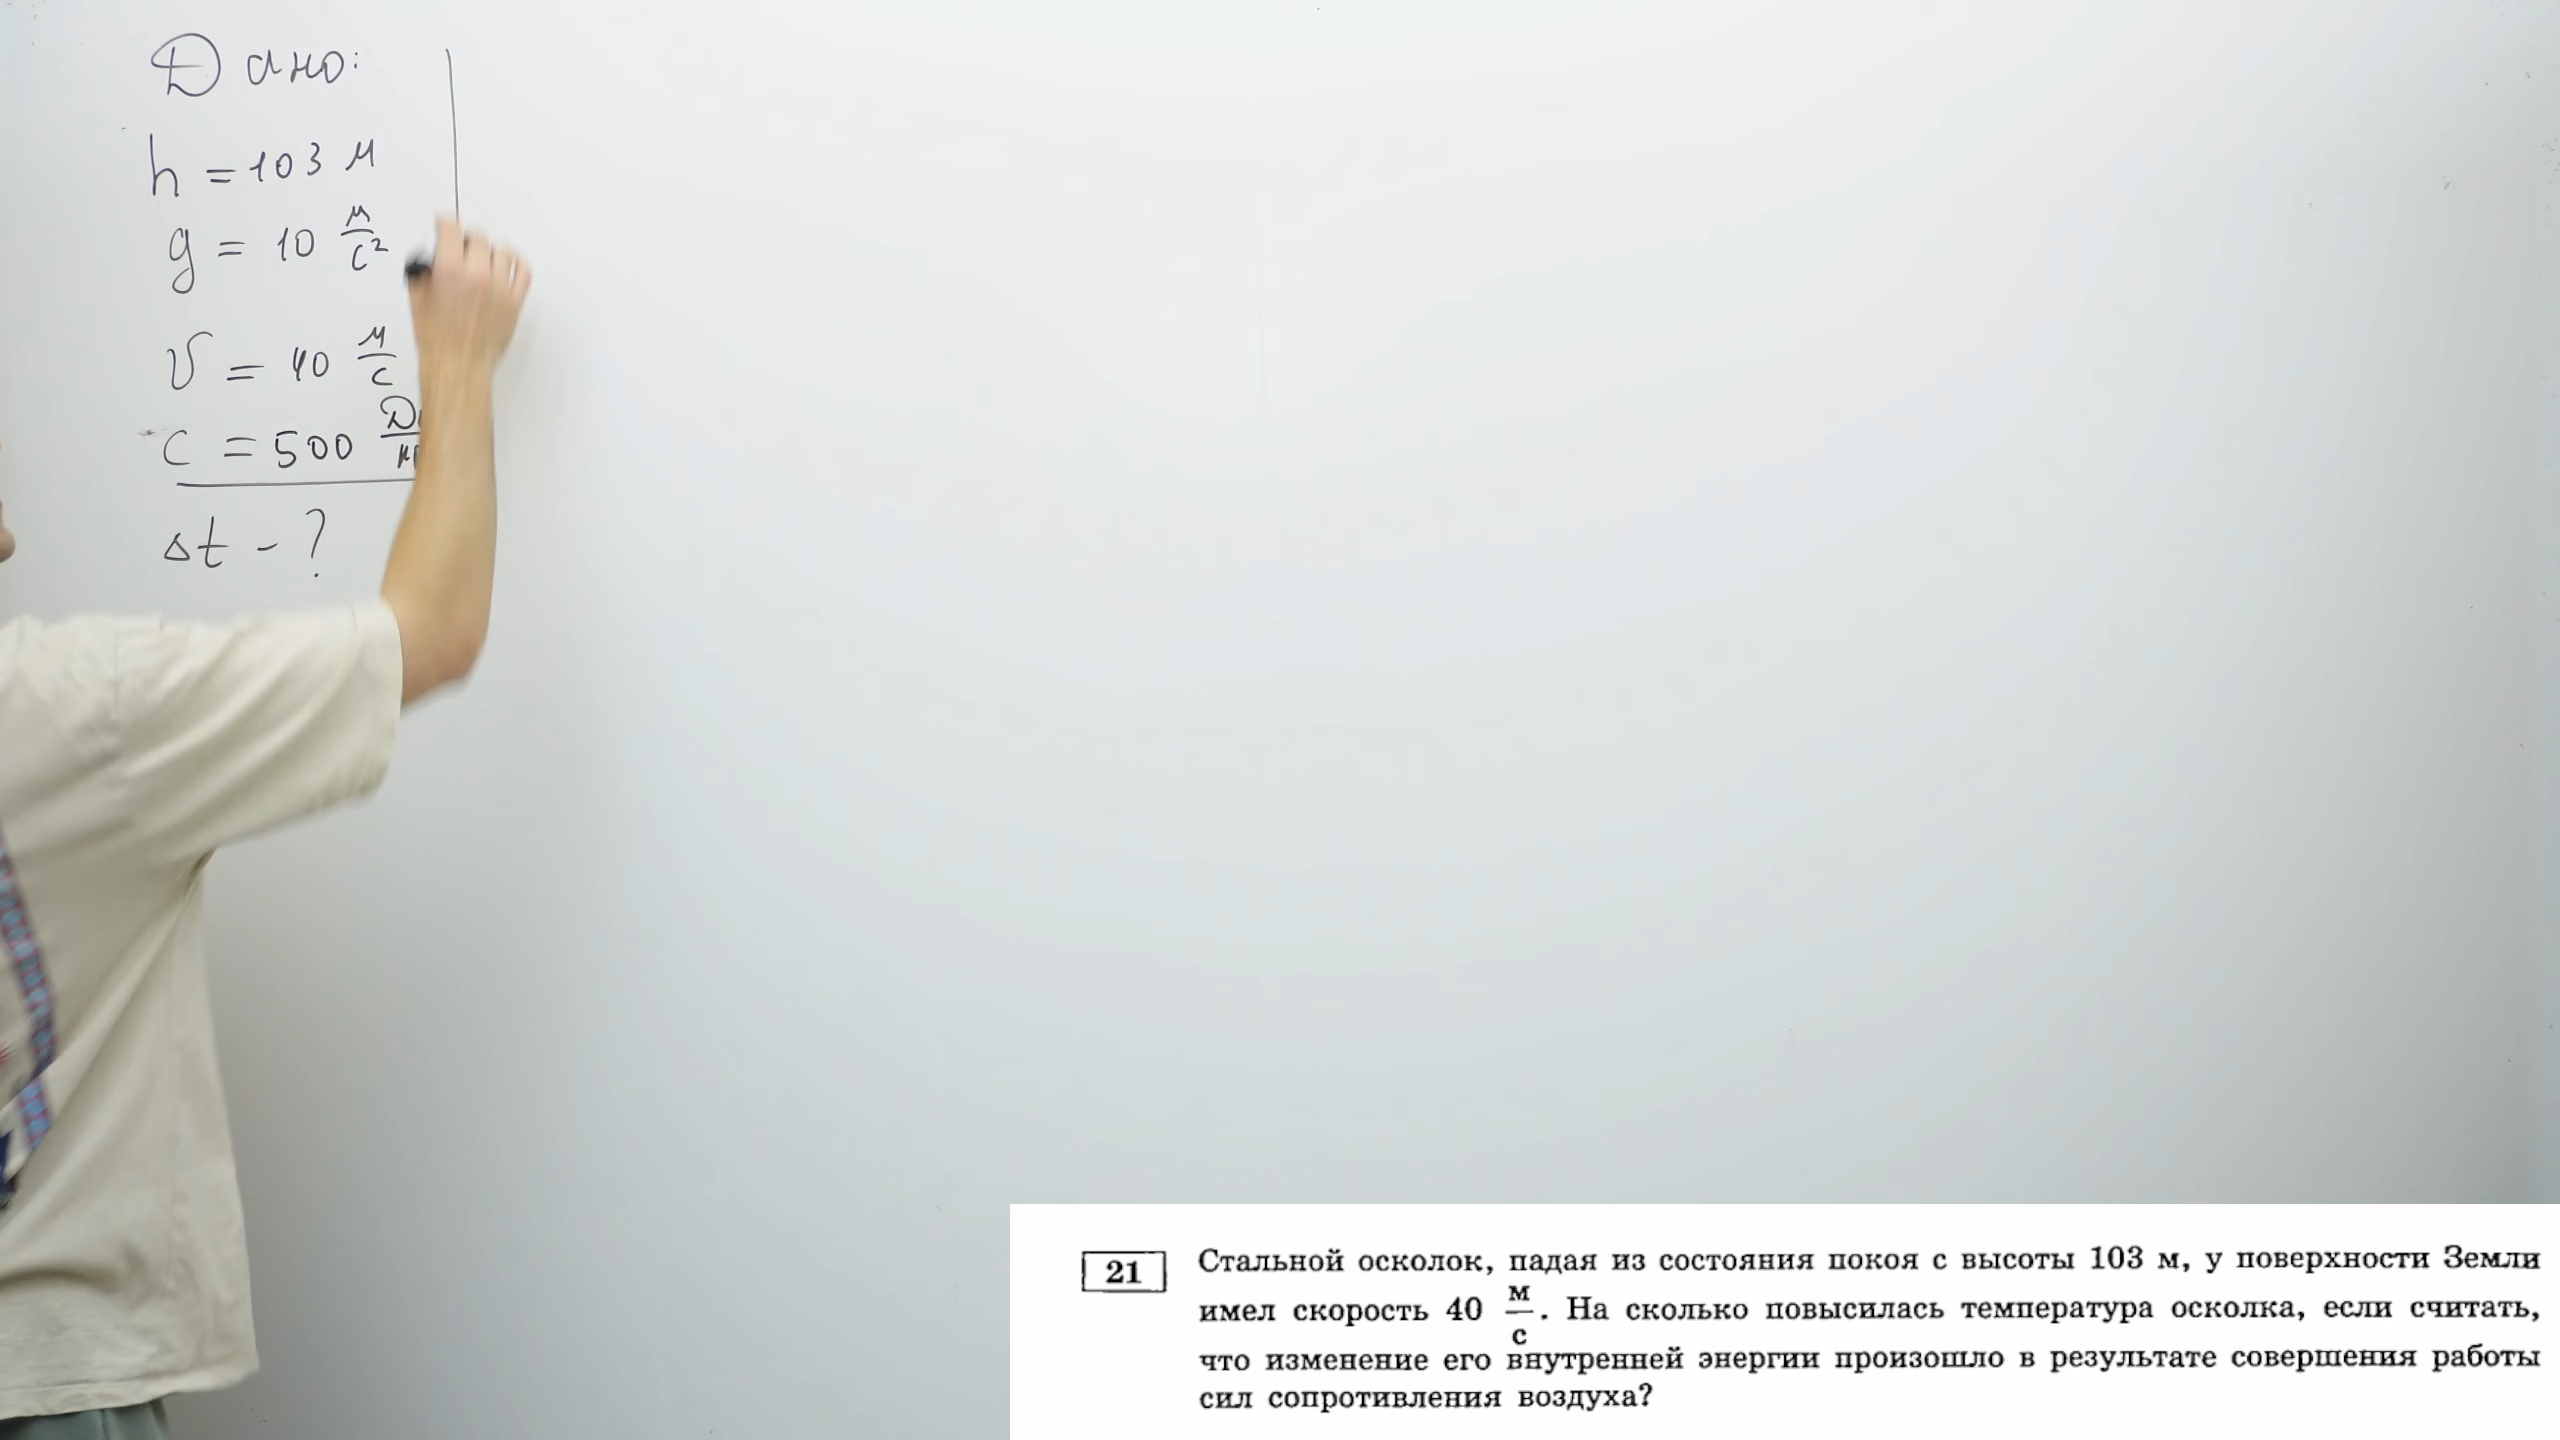 Дано:
h = 103 м
g = 10 м/с²
υ = 40 м/с
c = 500
Δt - ?
21 Стальной осколок, падая из состояния покоя с высоты 103 м, у поверхности Земли
имел скорость 40 м/с. На сколько повысилась температура осколка, если считать,
что изменение его внутренней энергии произошло в результате совершения работы
сил сопротивления воздуха?